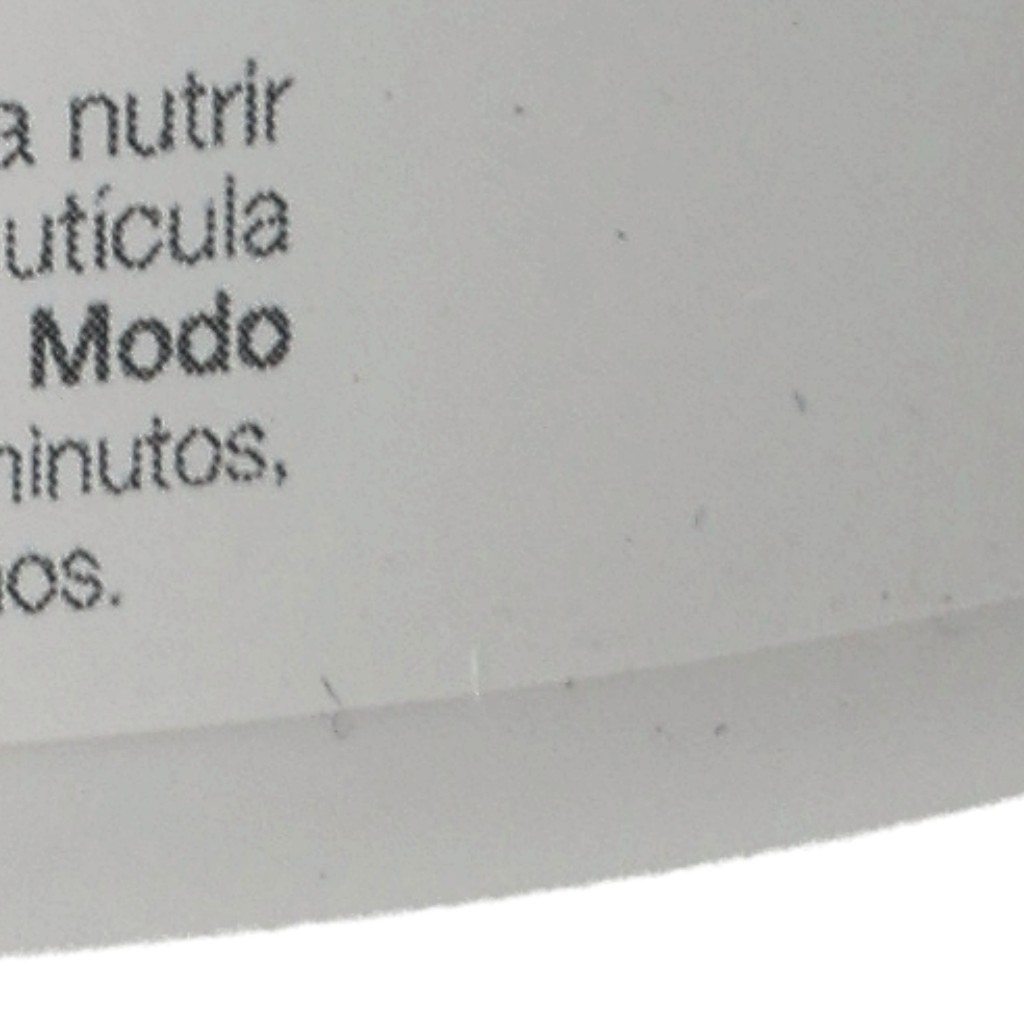 a nutrir
utícula
Modo
minutos,
os.